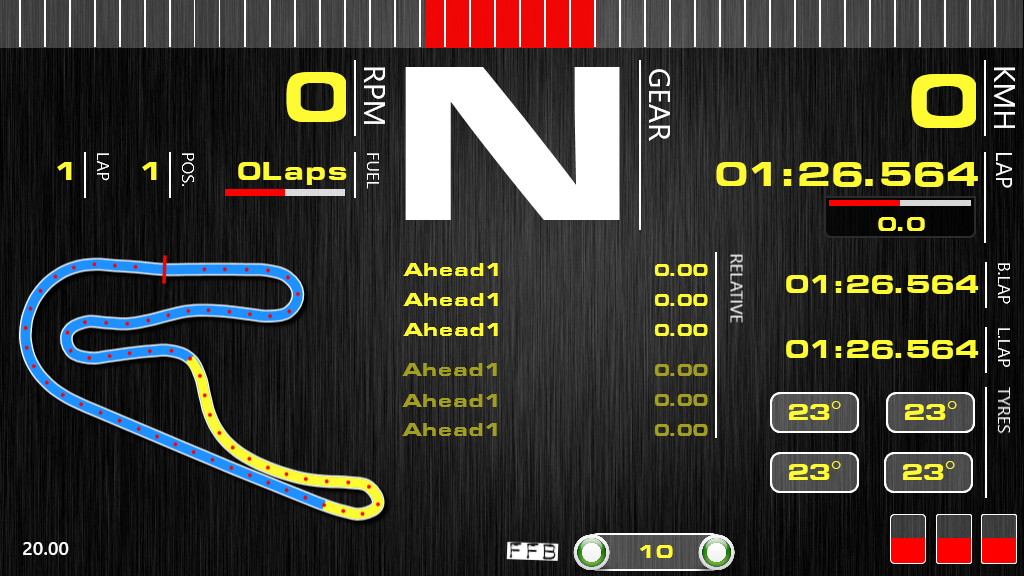 0 RPM
N GEAR
0 KMH
1 LAP
1 POS.
0Laps FUEL
01:26.564 LAP
0.0
Ahead1 0.00
Ahead1 0.00
Ahead1 0.00
Ahead1 0.00
Ahead1 0.00
Ahead1 0.00
RELATIVE
01:26.564 B.LAP
01:26.564 L.LAP
23° 23°
23° 23°
TYRES
20.00
FFB 10